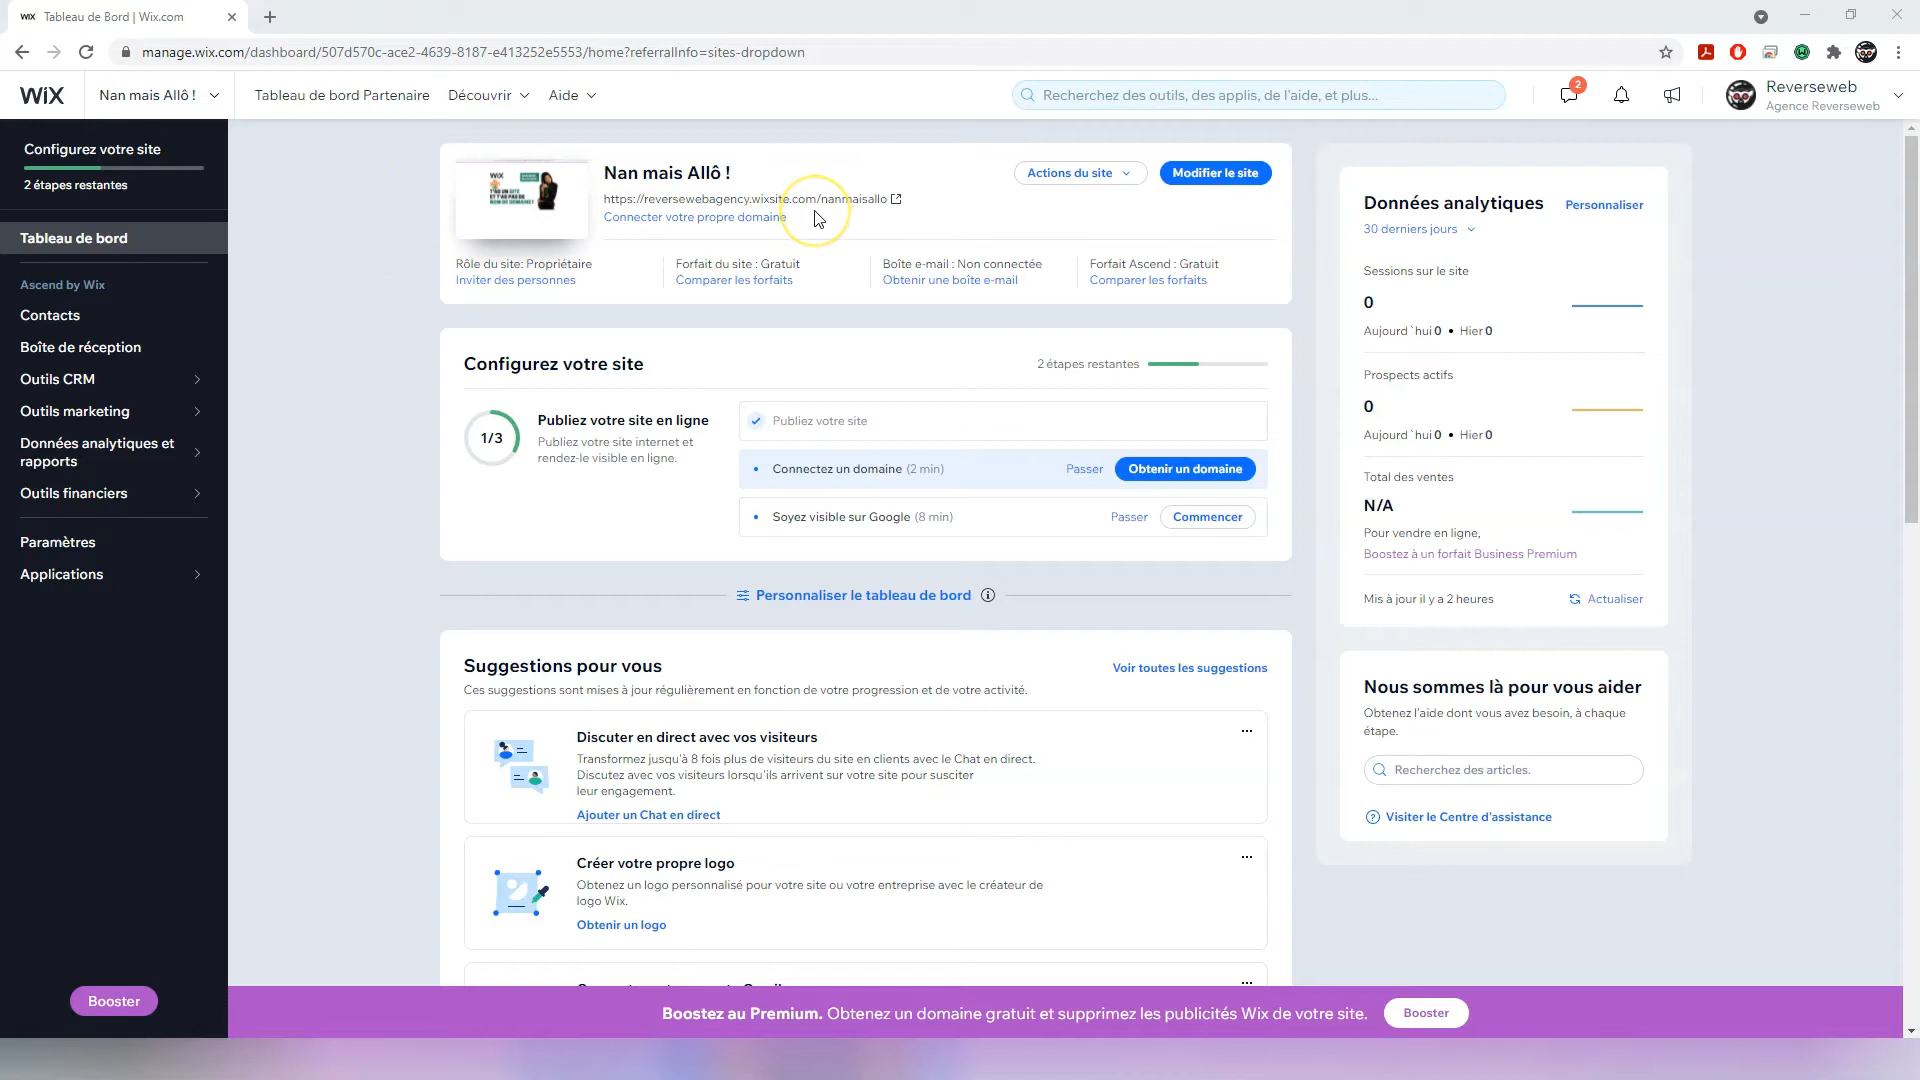 WiX Tableau de Bord | Wix.com
manage.wix.com/dashboard/507d570c-ace2-4639-8187-e413252e5553/home?referralInfo=sites-dropdown
WiX
Nan mais Allô !
Tableau de bord Partenaire
Découvrir
Aide
Recherchez des outils, des applis, de l'aide, et plus...
2
Reverseweb
Agence Reverseweb
Configurez votre site
2 étapes restantes
Tableau de bord
Ascend by Wix
Contacts
Boîte de réception
Outils CRM
Outils marketing
Données analytiques et
rapports
Outils financiers
Paramètres
Applications
Booster
WiX
T'AS UN SITE
ET T'AS PAS DE
NOM DE DOMAINE !
Nan mais Allô !
https://reversewebagency.wixsite.com/nanmaisallo
Connecter votre propre domaine
Actions du site
Modifier le site
Rôle du site: Propriétaire
Inviter des personnes
Forfait du site : Gratuit
Comparer les forfaits
Boîte e-mail : Non connectée
Obtenir une boîte e-mail
Forfait Ascend : Gratuit
Comparer les forfaits
Configurez votre site
2 étapes restantes
1/3
Publiez votre site en ligne
Publiez votre site internet et
rendez-le visible en ligne.
Publiez votre site
Connectez un domaine (2 min)
Passer
Obtenir un domaine
Soyez visible sur Google (8 min)
Passer
Commencer
Personnaliser le tableau de bord
Suggestions pour vous
Voir toutes les suggestions
Ces suggestions sont mises à jour régulièrement en fonction de votre progression et de votre activité.
Discuter en direct avec vos visiteurs
Transformez jusqu'à 8 fois plus de visiteurs du site en clients avec le Chat en direct.
Discutez avec vos visiteurs lorsqu'ils arrivent sur votre site pour susciter
leur engagement.
Ajouter un Chat en direct
Créer votre propre logo
Obtenez un logo personnalisé pour votre site ou votre entreprise avec le créateur de
logo Wix.
Obtenir un logo
Données analytiques
Personnaliser
30 derniers jours
Sessions sur le site
0
Aujourd`hui 0 • Hier 0
Prospects actifs
0
Aujourd`hui 0 • Hier 0
Total des ventes
N/A
Pour vendre en ligne,
Boostez à un forfait Business Premium
Mis à jour il y a 2 heures
Actualiser
Nous sommes là pour vous aider
Obtenez l'aide dont vous avez besoin, à chaque
étape.
Recherchez des articles.
Visiter le Centre d'assistance
Boostez au Premium. Obtenez un domaine gratuit et supprimez les publicités Wix de votre site.
Booster